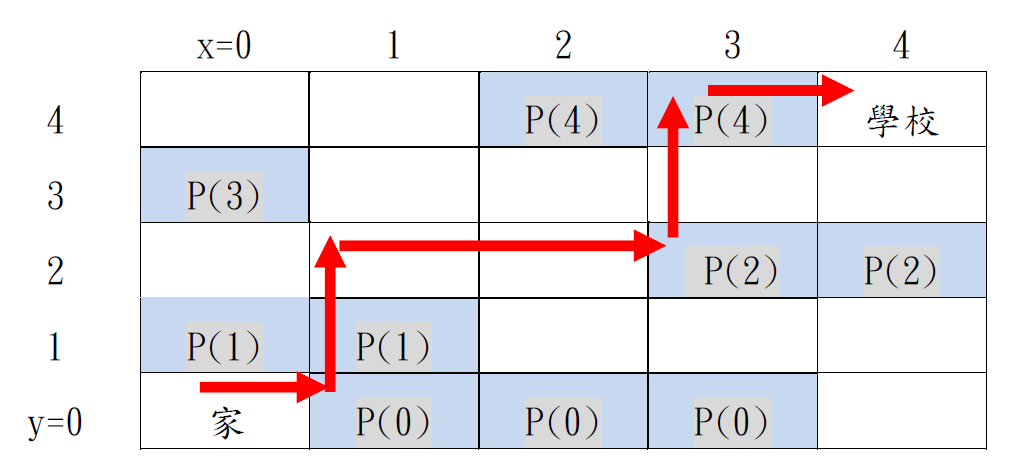 x=0 1 2 3 4
4 P(4) P(4) 學校
3 P(3)
2 P(2) P(2)
1 P(1) P(1)
y=0 家 P(0) P(0) P(0)